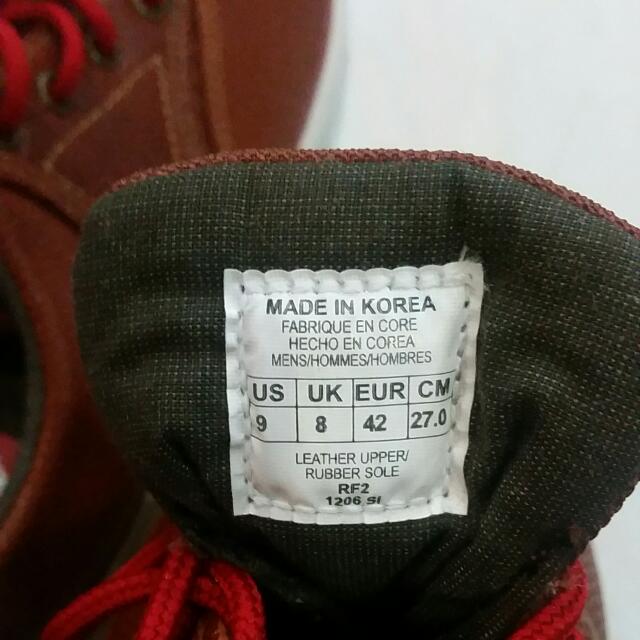 MADE IN KOREA
FABRIQUE EN CORE
HECHO EN COREA
MENS/HOMMES/HOMBRES
US UK EUR CM
9 8 42 27.0
LEATHER UPPER/
RUBBER SOLE
RF2
1206 SI